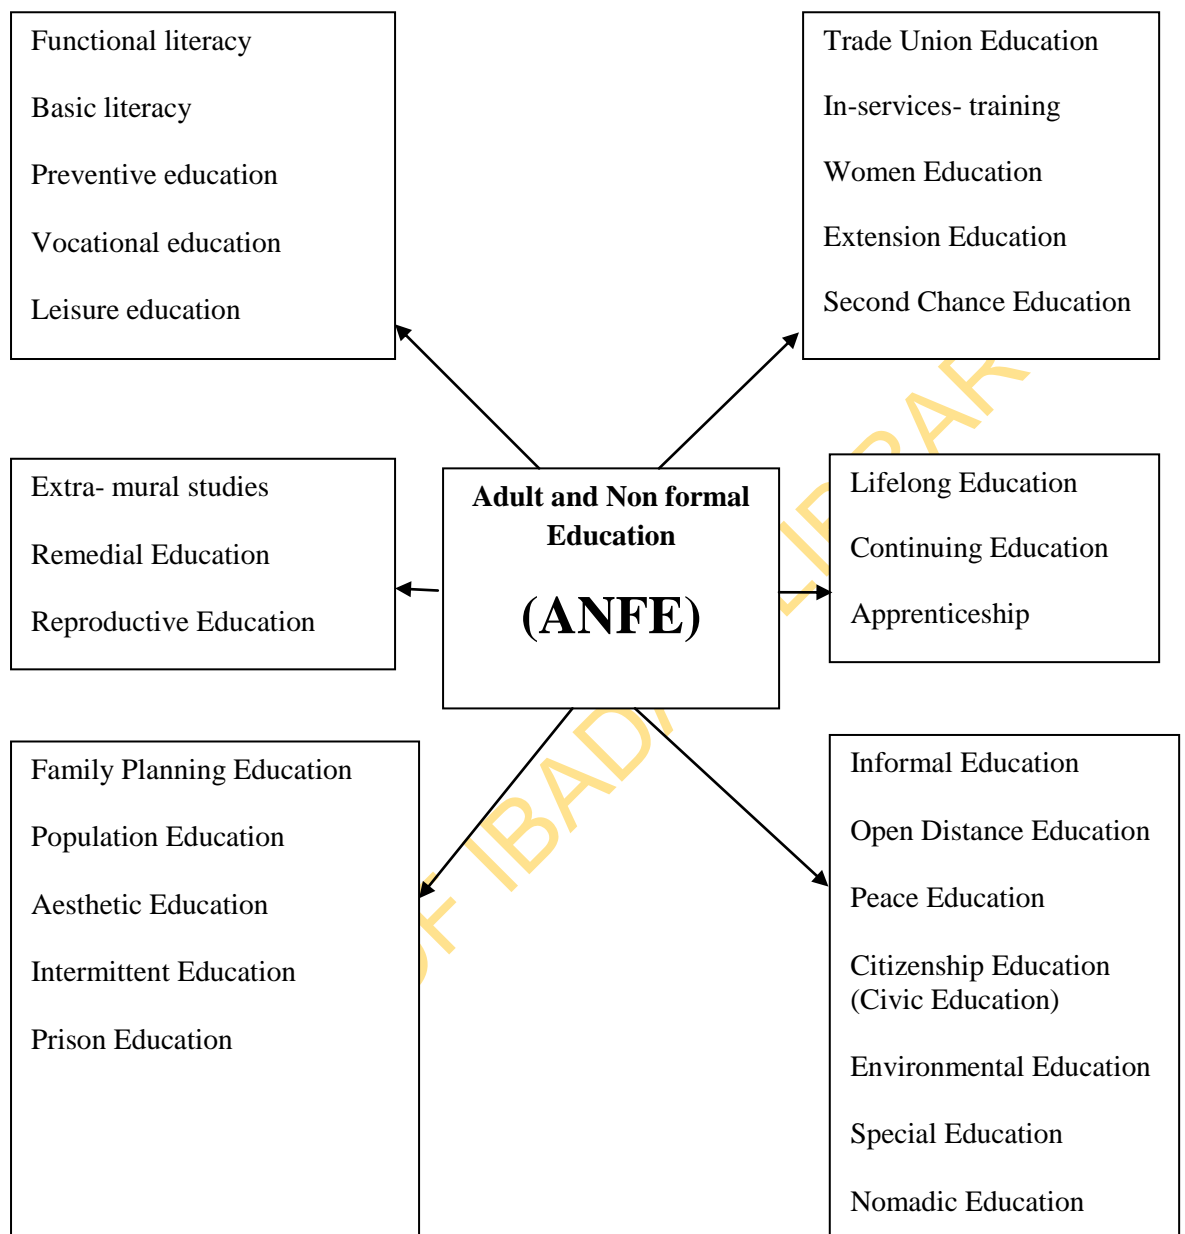 Functional literacy
Basic literacy
Preventive education
Vocational education
Leisure education
Trade Union Education
In-services- training
Women Education
Extension Education
Second Chance Education
Extra- mural studies
Remedial Education
Reproductive Education
Adult and Non formal
Education
(ANFE)
Lifelong Education
Continuing Education
Apprenticeship
Family Planning Education
Population Education
Aesthetic Education
Intermittent Education
Prison Education
Informal Education
Open Distance Education
Peace Education
Citizenship Education
(Civic Education)
Environmental Education
Special Education
Nomadic Education